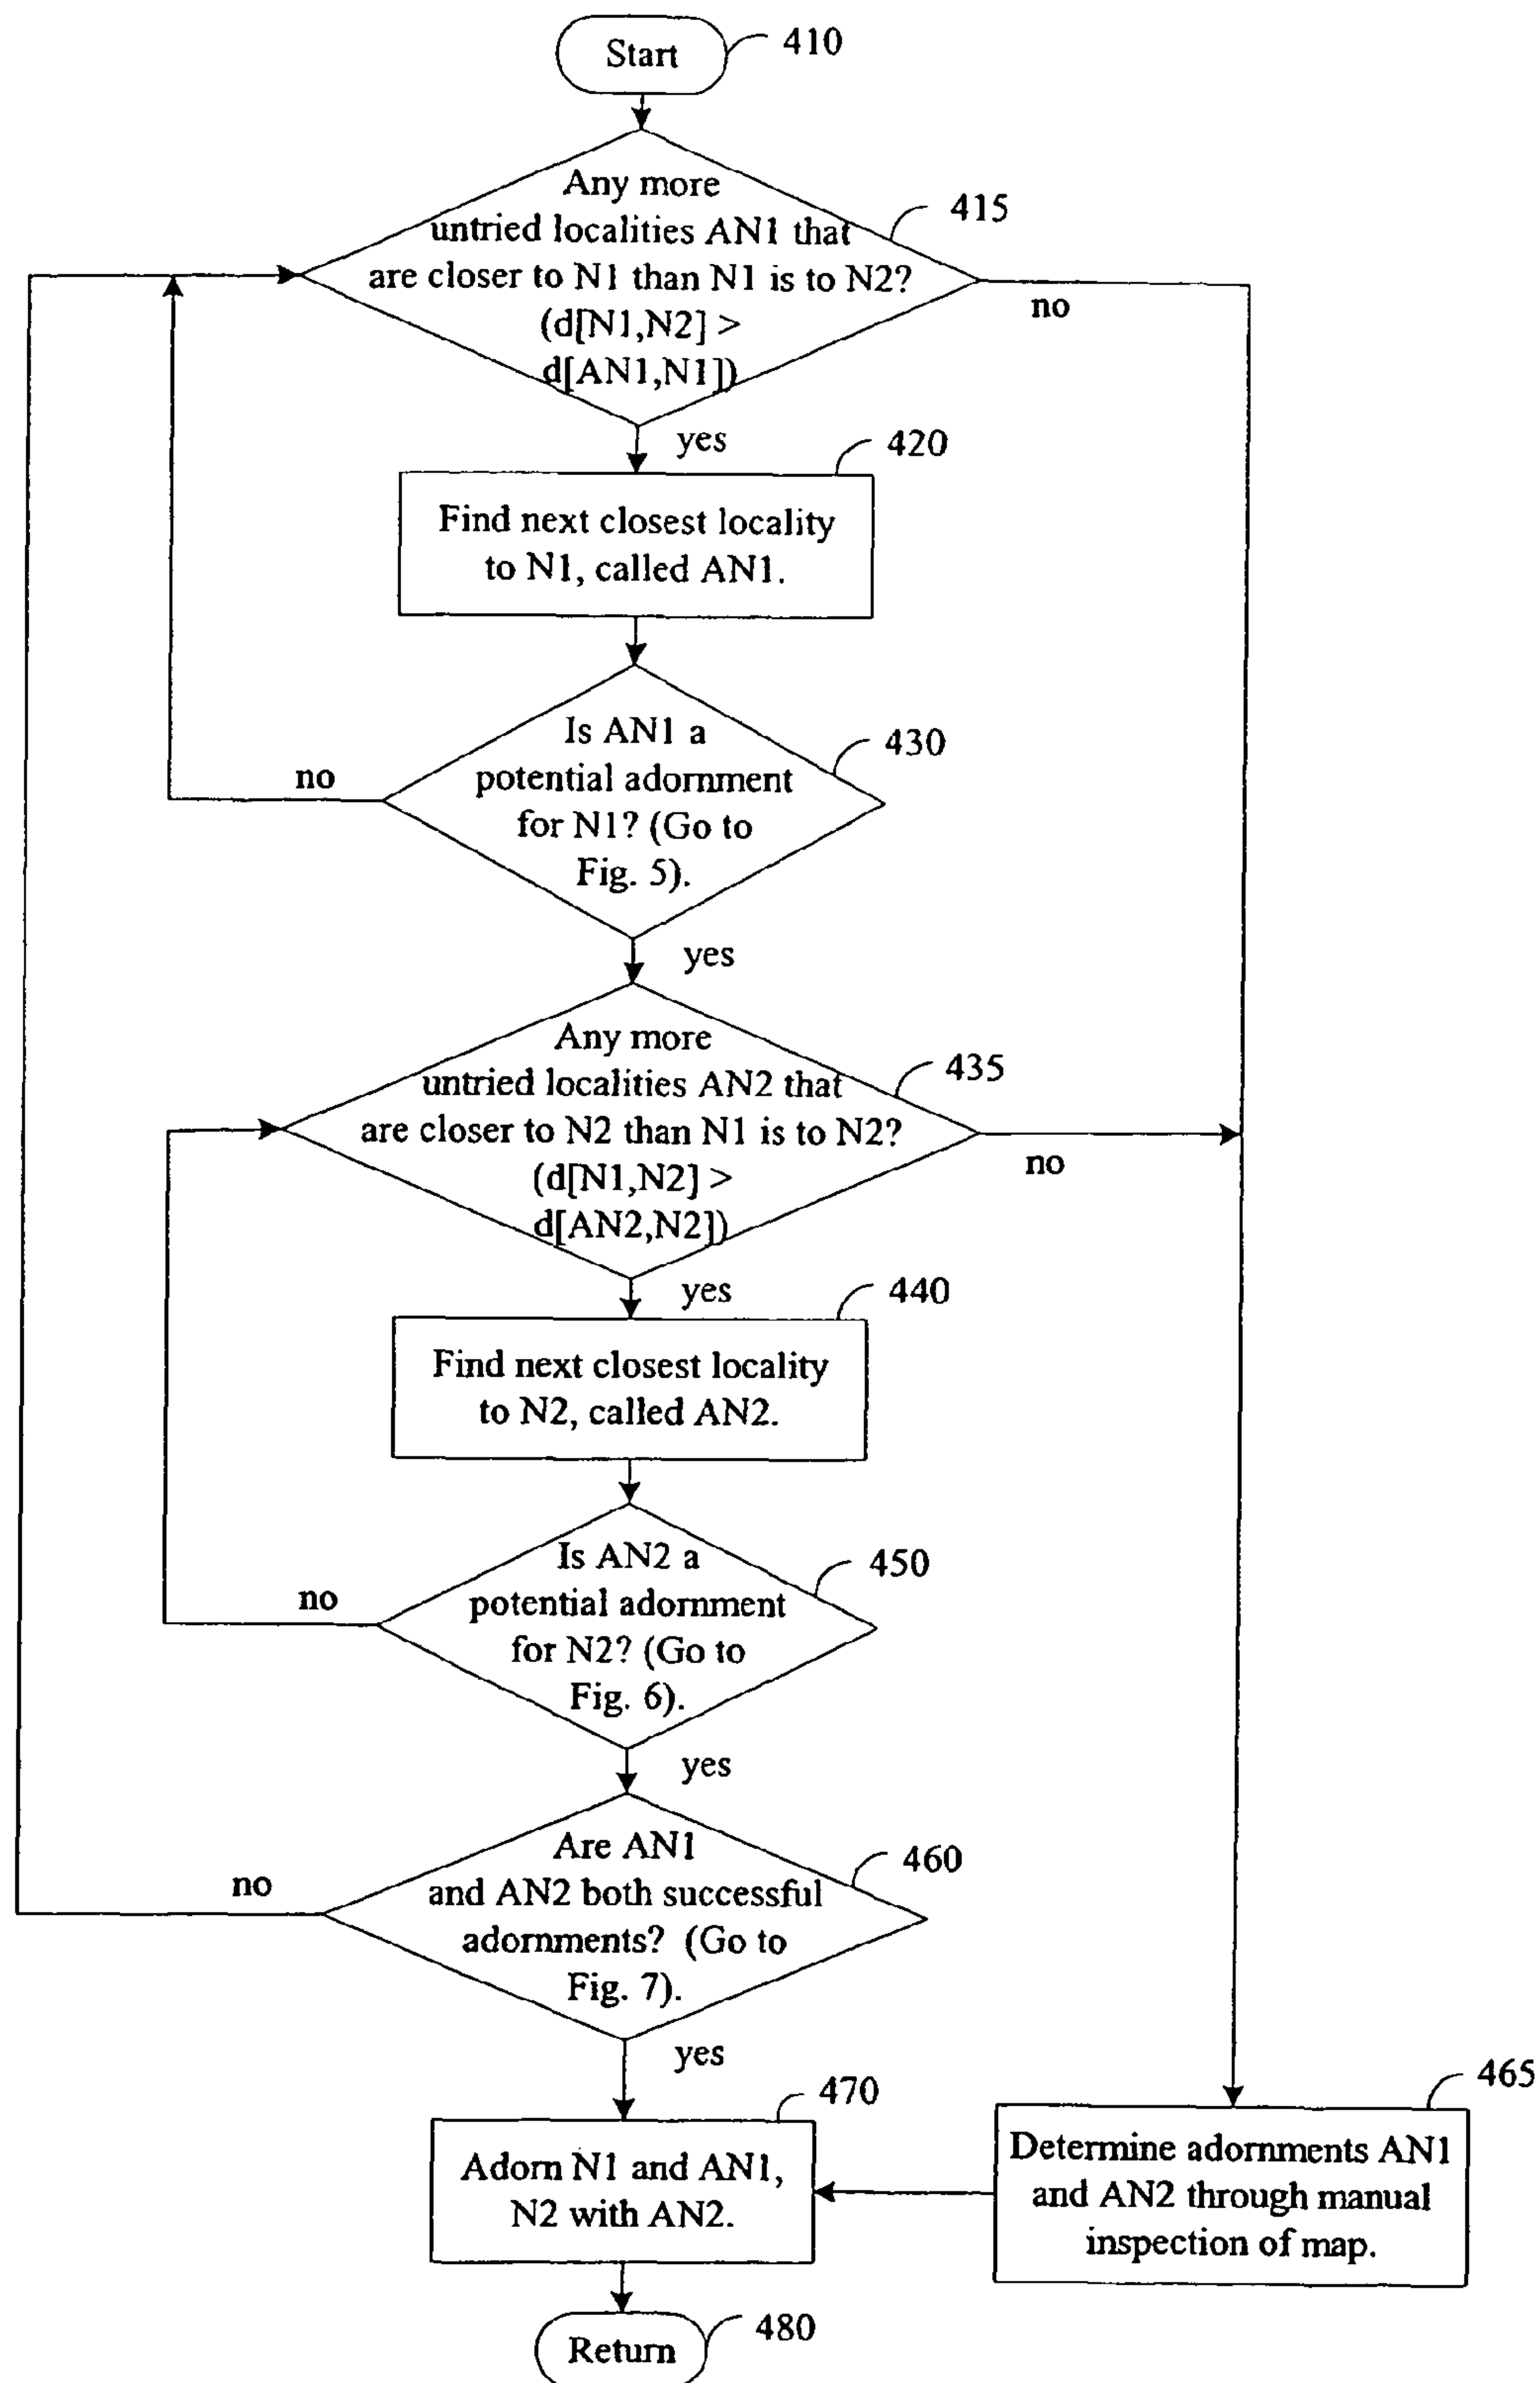 Start
410
Any more
untried localities AN1 that
are closer to N1 than N1 is to N2?
(d[N1,N2] >
d[AN1,N1])
415
no
yes
420
Find next closest locality
to N1, called AN1.
Is AN1 a
potential adornment
for N1? (Go to
Fig. 5).
430
no
yes
Any more
untried localities AN2 that
are closer to N2 than N1 is to N2?
(d[N1,N2] >
d[AN2,N2])
435
no
yes
440
Find next closest locality
to N2, called AN2.
Is AN2 a
potential adornment
for N2? (Go to
Fig. 6).
450
no
yes
Are AN1
and AN2 both successful
adornments? (Go to
Fig. 7).
460
no
yes
470
Adorn N1 and AN1,
N2 with AN2.
465
Determine adornments AN1
and AN2 through manual
inspection of map.
Return
480